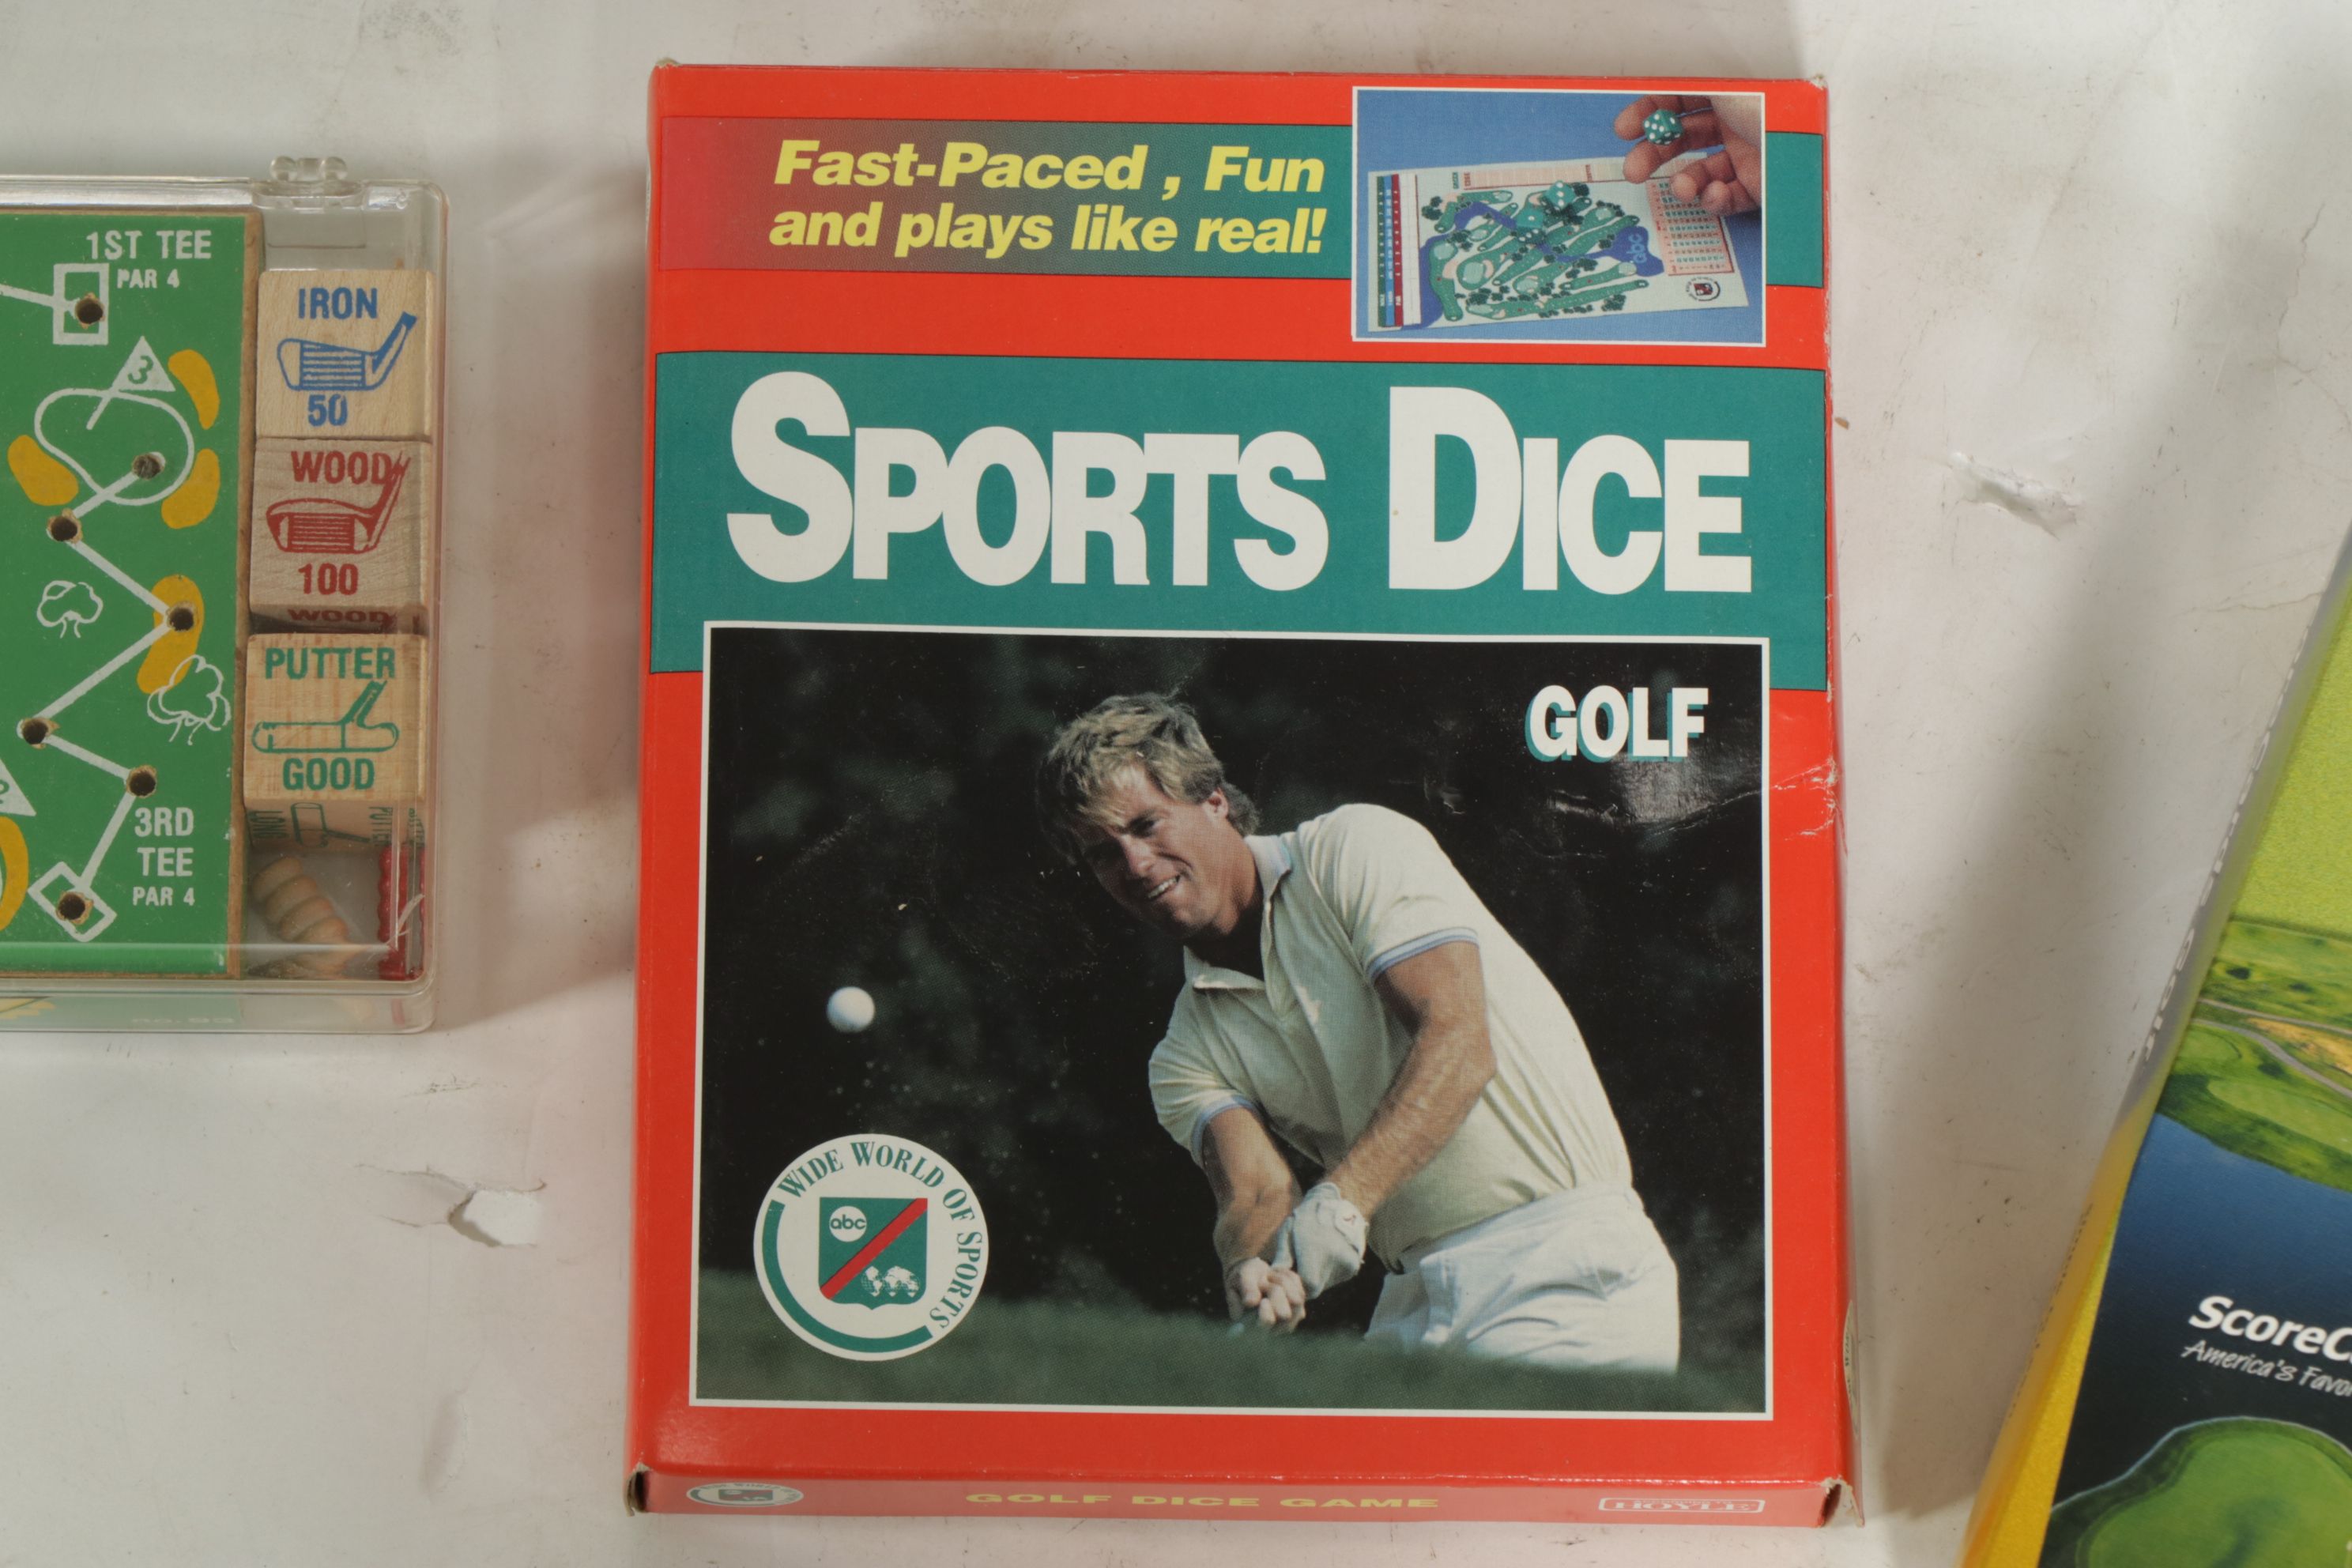 1ST TEE
PAR 4
3
3RD
TEE
PAR 4
IRON
50
WOOD
100
WOOD
PUTTER
GOOD
Fast-Paced , Fun
and plays like real!
abc
SPORTS DICE
GOLF
WIDE WORLD OF SPORTS
abc
GOLF DICE GAME
HOYLE
ScoreC
America's Favo